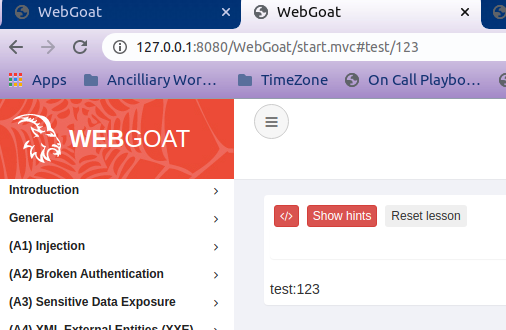 WebGoat
WebGoat
127.0.0.1:8080/WebGoat/start.mvc#test/123
Apps Ancilliary Wor... TimeZone On Call Playbo...
WEBGOAT
Introduction
General
(A1) Injection
(A2) Broken Authentication
(A3) Sensitive Data Exposure
(A4) XML External Entities (XXE)
</> Show hints Reset lesson
test:123